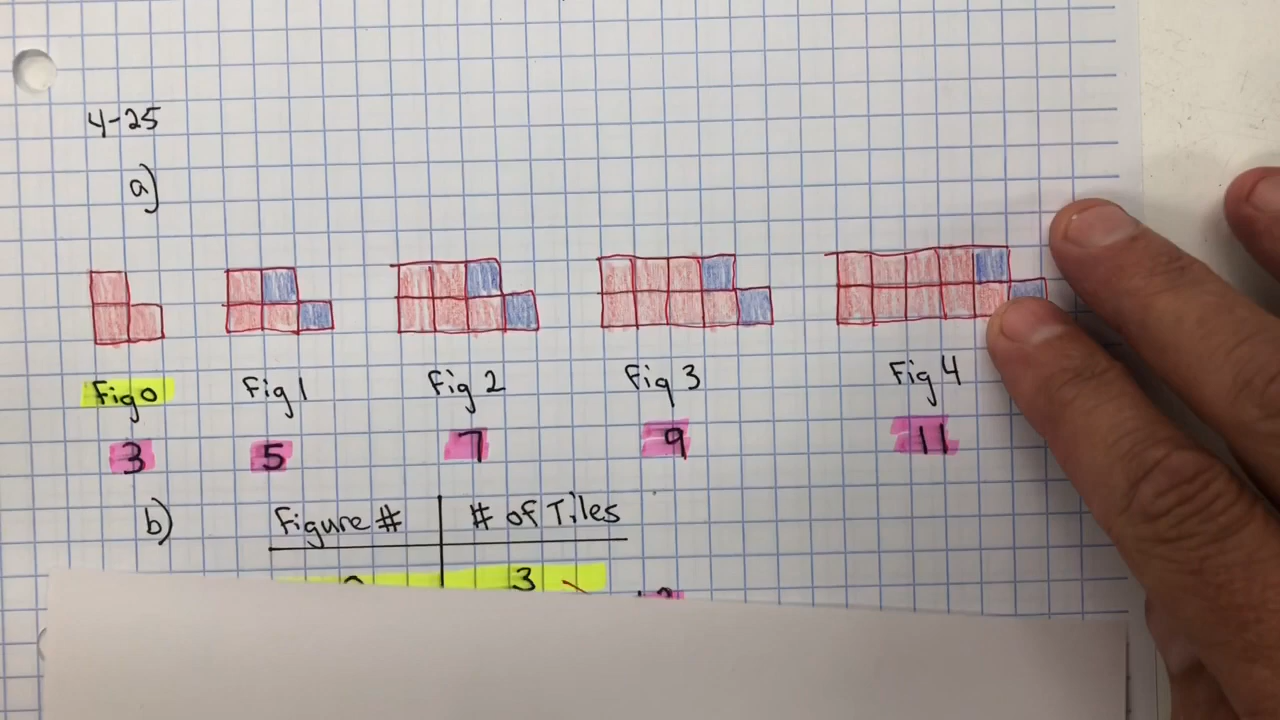 4-25
a)
Fig 0 Fig 1 Fig 2 Fig 3 Fig 4
3 5 7 9 11
b) Figure # # of Tiles
3